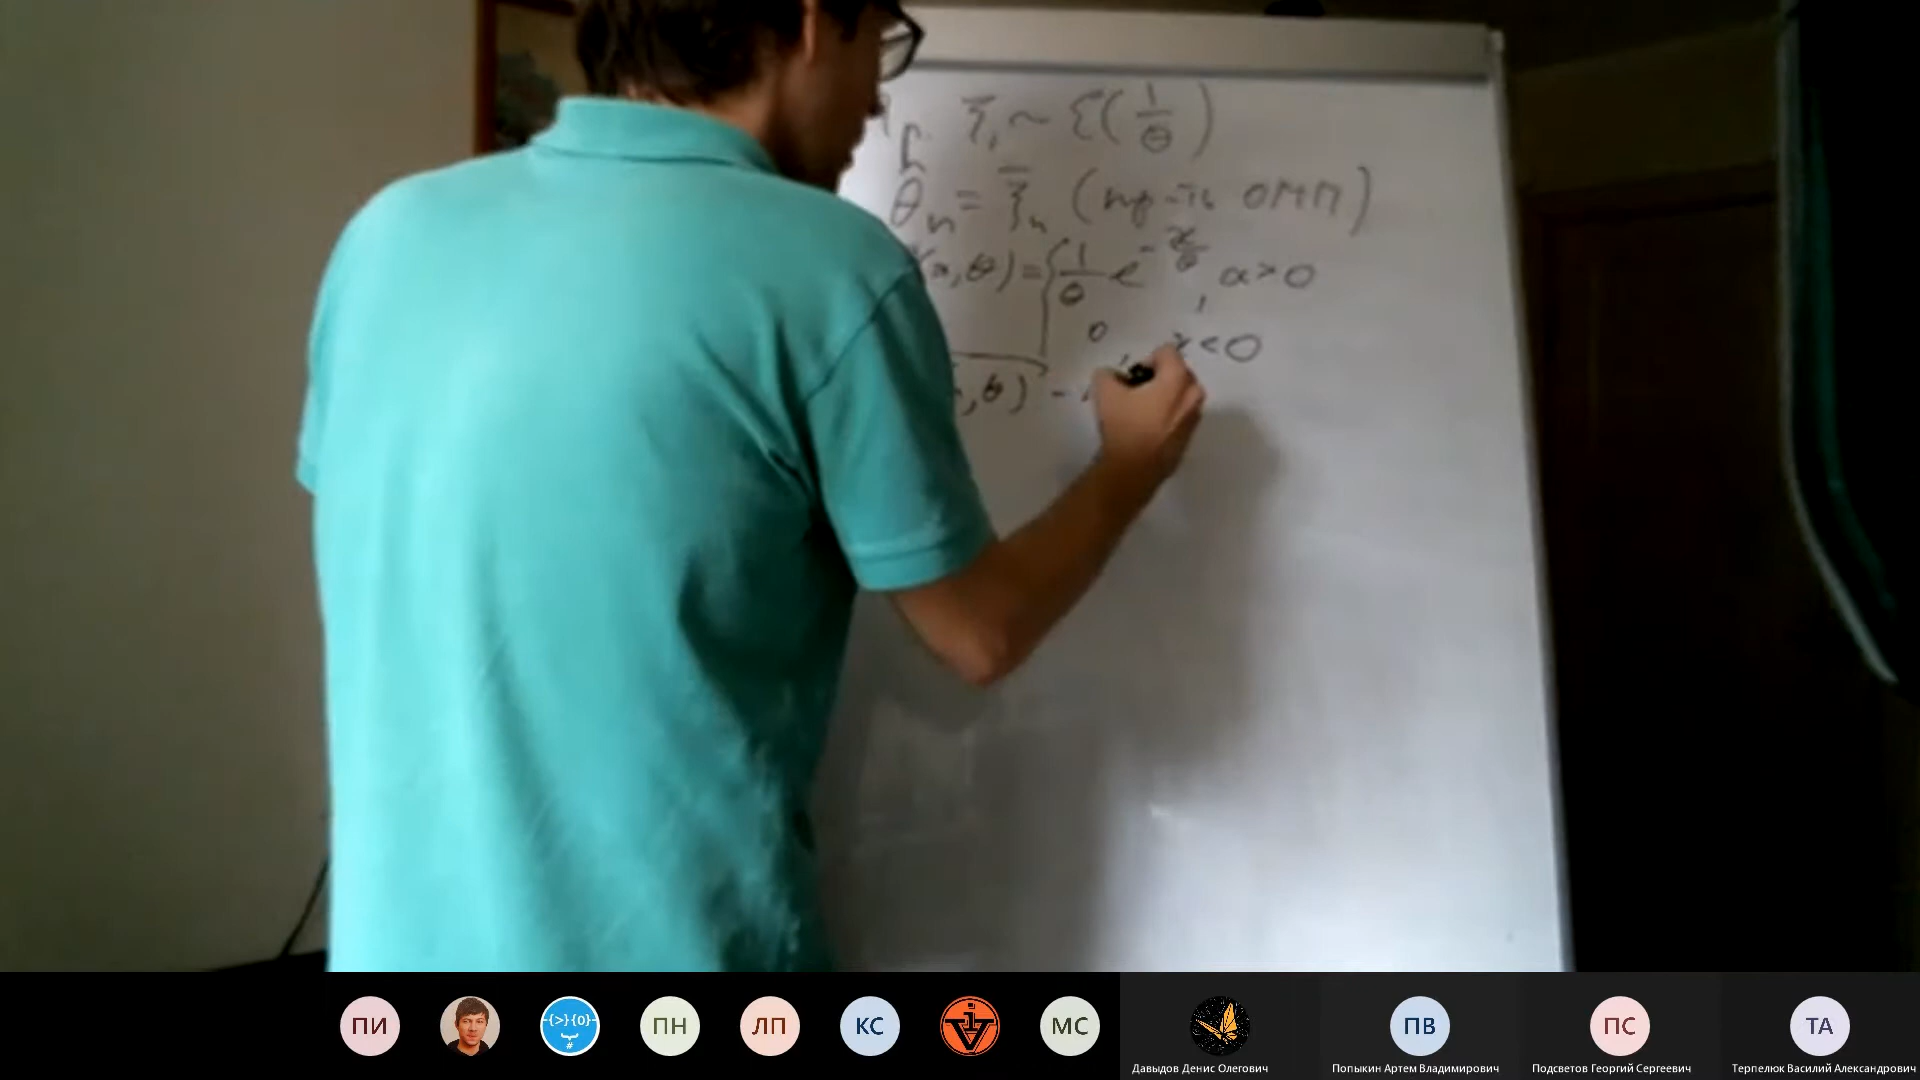 ξ₁ ~ ℰ(1/θ)
θ̂ₙ = ξ̄ₙ (пр-ть ОМП)
(x, θ) = { 1/θ e^(-x/θ), x > 0
0, x < 0
, θ) -
ПИ
-{>}{0}-
#
ПН
ЛП
КС
МС
ПВ
ПС
ТА
Давыдов Денис Олегович
Попыкин Артем Владимирович
Подсветов Георгий Сергеевич
Терпелюк Василий Александрович